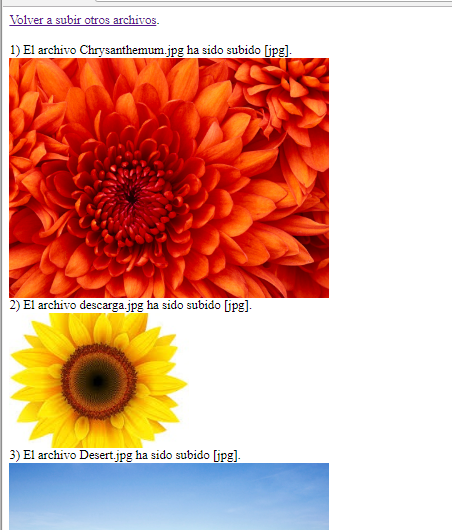 Volver a subir otros archivos.
1) El archivo Chrysanthemum.jpg ha sido subido [jpg].
2) El archivo descarga.jpg ha sido subido [jpg].
3) El archivo Desert.jpg ha sido subido [jpg].